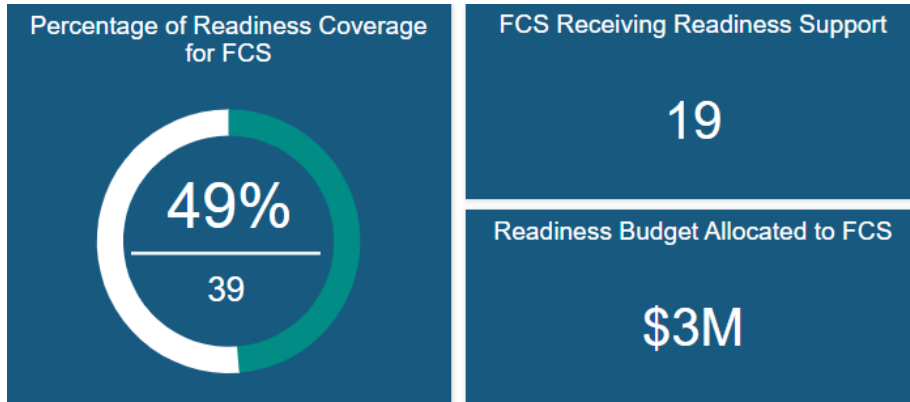 Percentage of Readiness Coverage
for FCS
49%
39
FCS Receiving Readiness Support
19
Readiness Budget Allocated to FCS
$3M